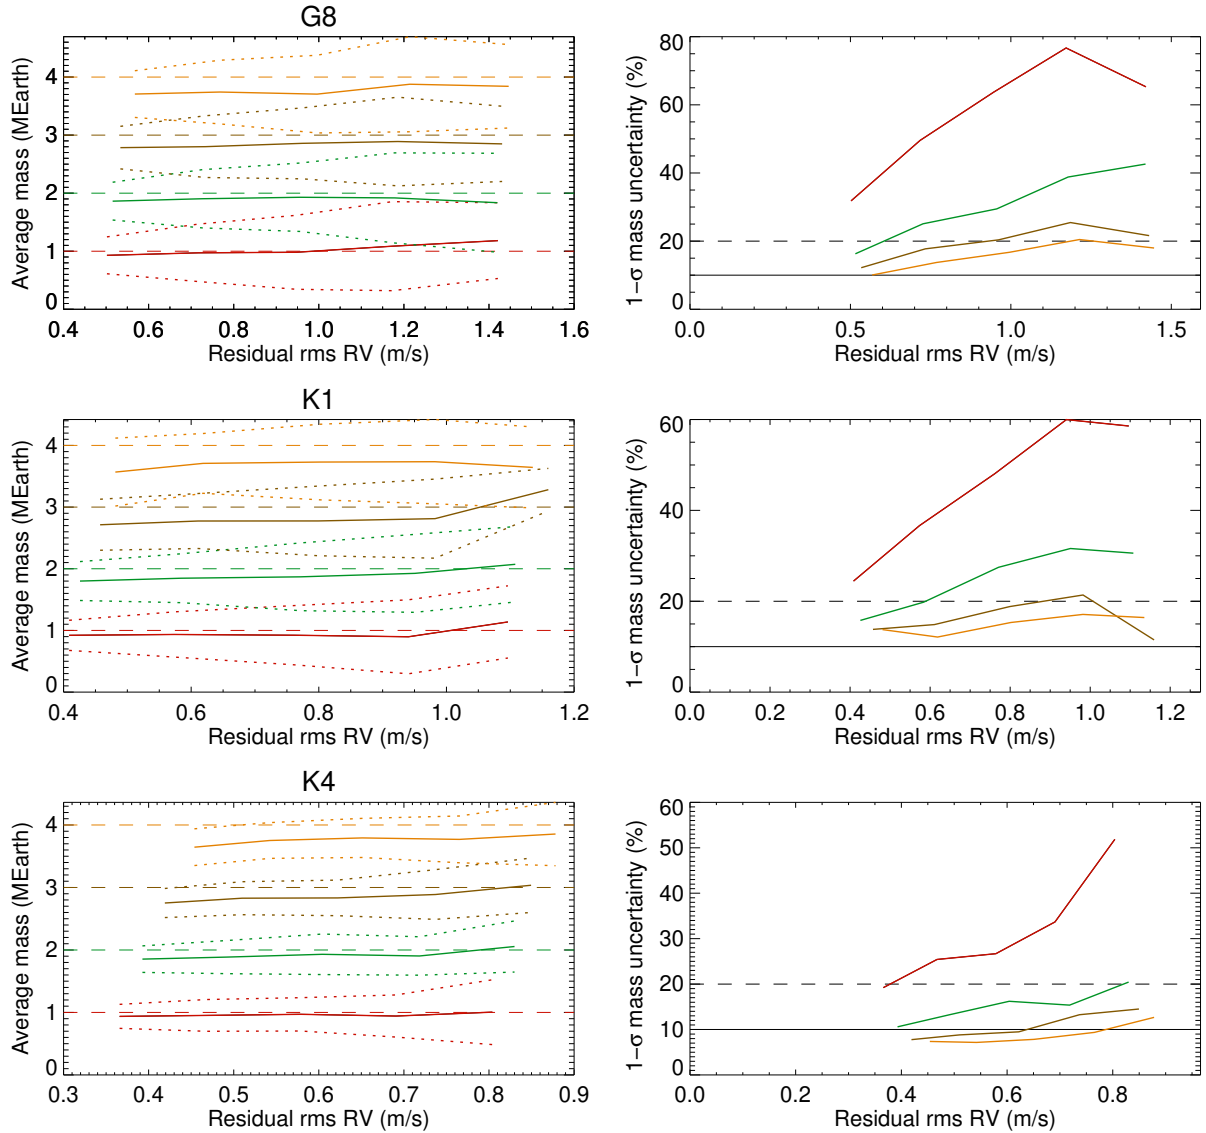 G8
Average mass (MEarth)
4
3
2
1
0
0.4 0.6 0.8 1.0 1.2 1.4 1.6
Residual rms RV (m/s)
1−σ mass uncertainty (%)
80
60
40
20
0
0.0 0.5 1.0 1.5
Residual rms RV (m/s)
K1
Average mass (MEarth)
4
3
2
1
0
0.4 0.6 0.8 1.0 1.2
Residual rms RV (m/s)
1−σ mass uncertainty (%)
60
40
20
0
0.0 0.2 0.4 0.6 0.8 1.0 1.2
Residual rms RV (m/s)
K4
Average mass (MEarth)
4
3
2
1
0
0.3 0.4 0.5 0.6 0.7 0.8 0.9
Residual rms RV (m/s)
1−σ mass uncertainty (%)
60
50
40
30
20
10
0
0.0 0.2 0.4 0.6 0.8
Residual rms RV (m/s)